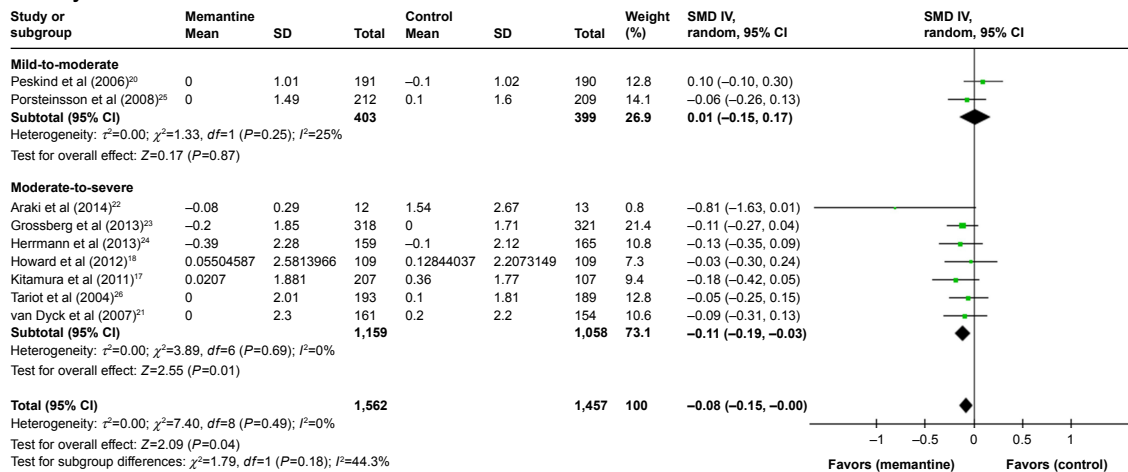 Study or Memantine Control Weight SMD IV, SMD IV,
subgroup Mean SD Total Mean SD Total (%) random, 95% CI random, 95% CI
Mild-to-moderate
Peskind et al (2006)²⁰ 0 1.01 191 –0.1 1.02 190 12.8 0.10 (–0.10, 0.30)
Porsteinsson et al (2008)²⁵ 0 1.49 212 0.1 1.6 209 14.1 –0.06 (–0.26, 0.13)
Subtotal (95% CI) 403 399 26.9 0.01 (–0.15, 0.17)
Heterogeneity: τ²=0.00; χ²=1.33, df=1 (P=0.25); I²=25%
Test for overall effect: Z=0.17 (P=0.87)
Moderate-to-severe
Araki et al (2014)²² –0.08 0.29 12 1.54 2.67 13 0.8 –0.81 (–1.63, 0.01)
Grossberg et al (2013)²³ –0.2 1.85 318 0 1.71 321 21.4 –0.11 (–0.27, 0.04)
Herrmann et al (2013)²⁴ –0.39 2.28 159 –0.1 2.12 165 10.8 –0.13 (–0.35, 0.09)
Howard et al (2012)¹⁸ 0.05504587 2.5813966 109 0.12844037 2.2073149 109 7.3 –0.03 (–0.30, 0.24)
Kitamura et al (2011)¹⁷ 0.0207 1.881 207 0.36 1.77 107 9.4 –0.18 (–0.42, 0.05)
Tariot et al (2004)²⁶ 0 2.01 193 0.1 1.81 189 12.8 –0.05 (–0.25, 0.15)
van Dyck et al (2007)²¹ 0 2.3 161 0.2 2.2 154 10.6 –0.09 (–0.31, 0.13)
Subtotal (95% CI) 1,159 1,058 73.1 –0.11 (–0.19, –0.03)
Heterogeneity: τ²=0.00; χ²=3.89, df=6 (P=0.69); I²=0%
Test for overall effect: Z=2.55 (P=0.01)
Total (95% CI) 1,562 1,457 100 –0.08 (–0.15, –0.00)
Heterogeneity: τ²=0.00; χ²=7.40, df=8 (P=0.49); I²=0%
Test for overall effect: Z=2.09 (P=0.04)
Test for subgroup differences: χ²=1.79, df=1 (P=0.18); I²=44.3%
–1 –0.5 0 0.5 1
Favors (memantine) Favors (control)